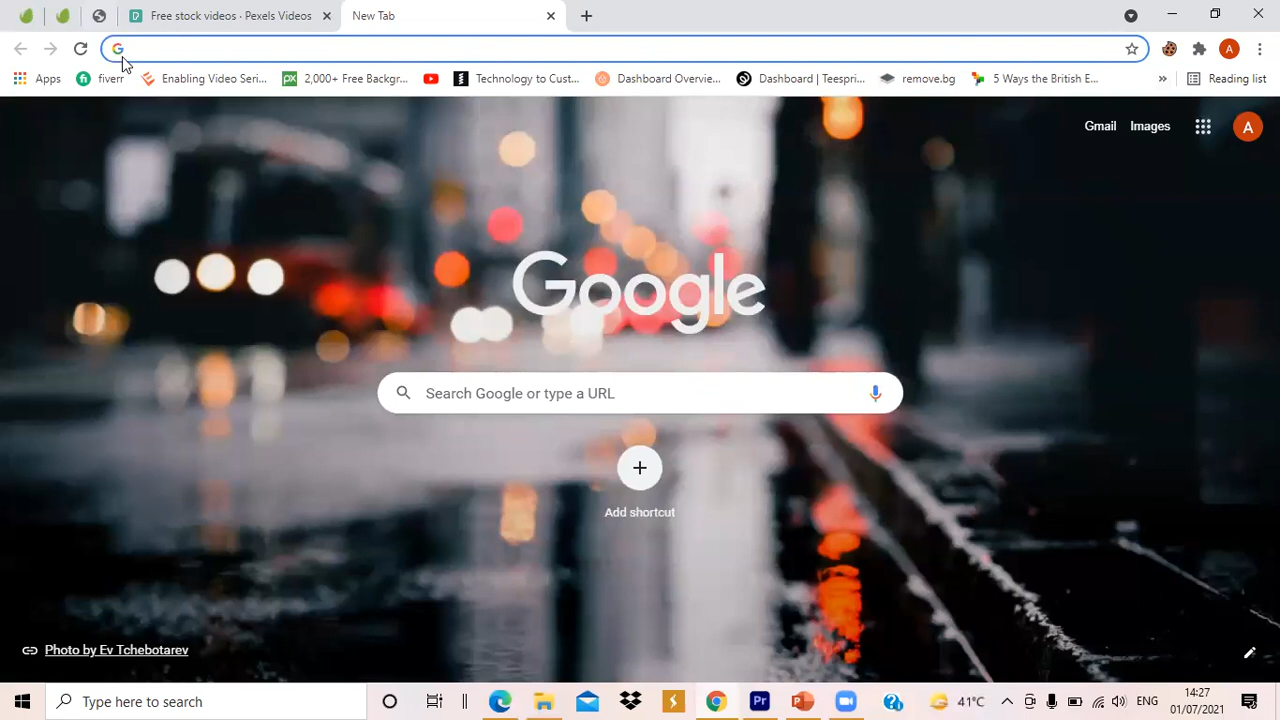 Free stock videos · Pexels Videos
New Tab
Apps
fiverr
Enabling Video Seri...
2,000+ Free Backgr...
Technology to Cust...
Dashboard Overvie...
Dashboard | Teespri...
remove.bg
5 Ways the British E...
»
Reading list
A
Gmail
Images
A
Google
Search Google or type a URL
Add shortcut
Photo by Ev Tchebotarev
Type here to search
Pr
41°C
ENG
4:27
01/07/2021